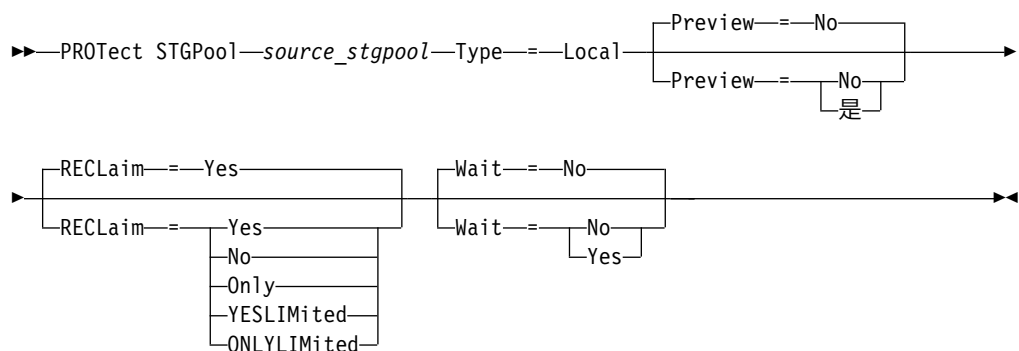 Preview = No
PROTect STGPool source_stgpool Type = Local
Preview = No
是
RECLaim = Yes
Wait = No
RECLaim = Yes
Wait = No
No
Yes
Only
YESLIMited
ONLYLIMited